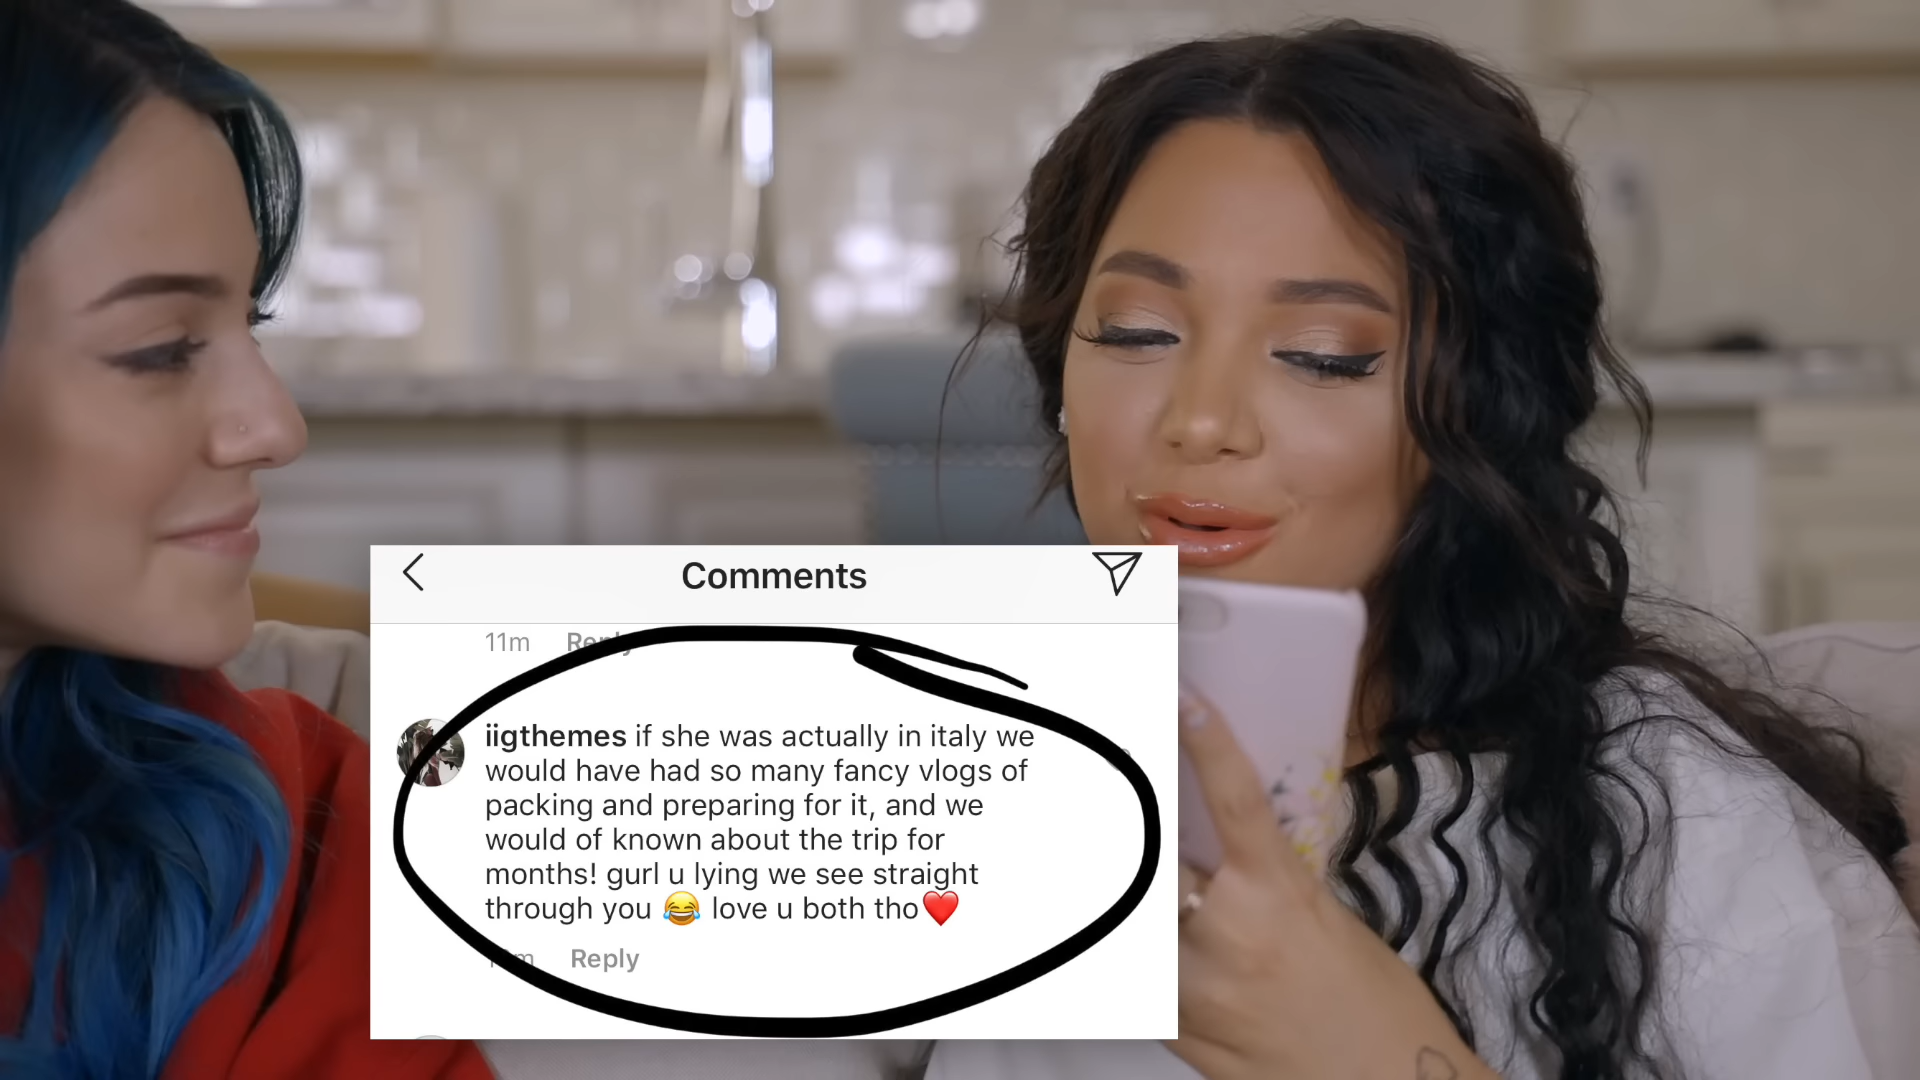 Comments
11m Reply
iigthemes if she was actually in italy we
would have had so many fancy vlogs of
packing and preparing for it, and we
would of known about the trip for
months! gurl u lying we see straight
through you 😂 love u both tho❤️
Reply